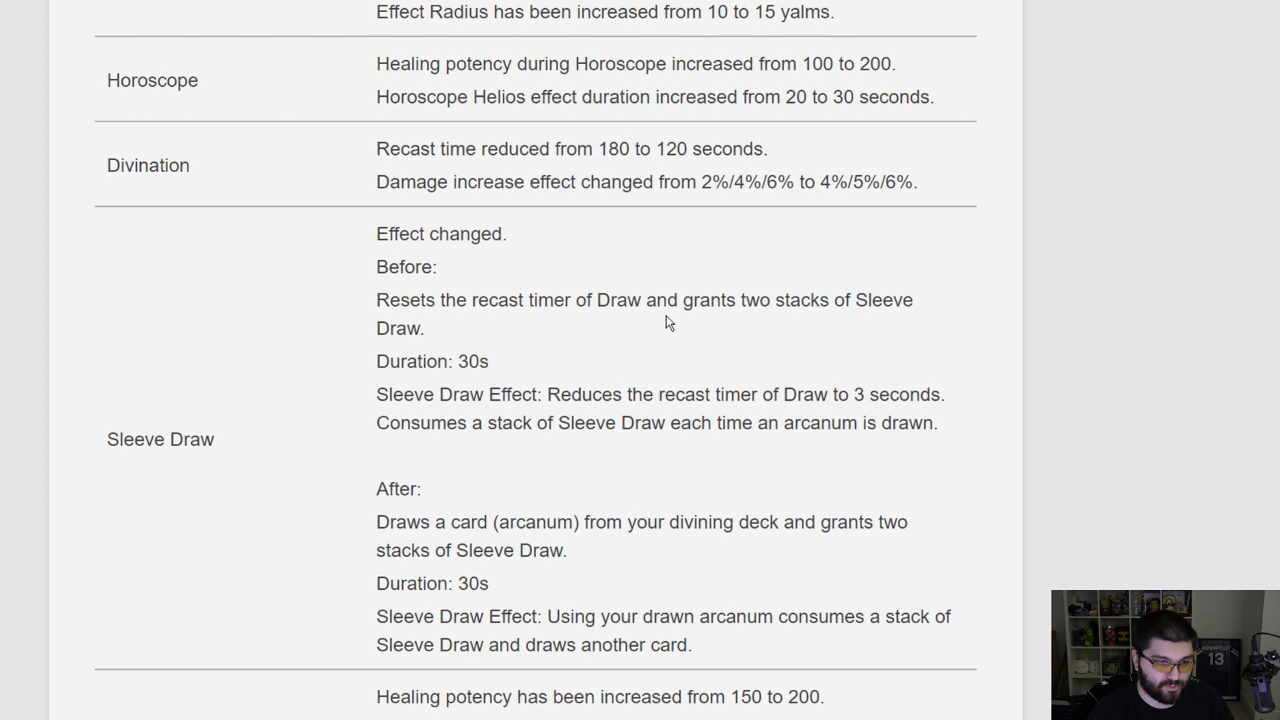 Effect Radius has been increased from 10 to 15 yalms.
Horoscope
Healing potency during Horoscope increased from 100 to 200.
Horoscope Helios effect duration increased from 20 to 30 seconds.
Divination
Recast time reduced from 180 to 120 seconds.
Damage increase effect changed from 2%/4%/6% to 4%/5%/6%.
Sleeve Draw
Effect changed.
Before:
Resets the recast timer of Draw and grants two stacks of Sleeve
Draw.
Duration: 30s
Sleeve Draw Effect: Reduces the recast timer of Draw to 3 seconds.
Consumes a stack of Sleeve Draw each time an arcanum is drawn.
After:
Draws a card (arcanum) from your divining deck and grants two
stacks of Sleeve Draw.
Duration: 30s
Sleeve Draw Effect: Using your drawn arcanum consumes a stack of
Sleeve Draw and draws another card.
Healing potency has been increased from 150 to 200.
13